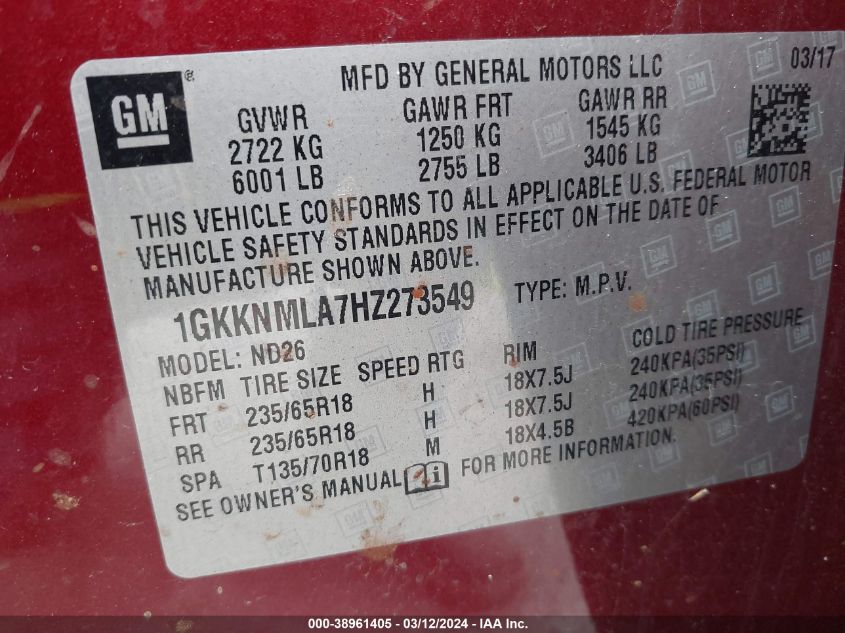 GM ®
MFD BY GENERAL MOTORS LLC 03/17
GVWR GAWR FRT GAWR RR
2722 KG 1250 KG 1545 KG
6001 LB 2755 LB 3406 LB
THIS VEHICLE CONFORMS TO ALL APPLICABLE U.S. FEDERAL MOTOR
VEHICLE SAFETY STANDARDS IN EFFECT ON THE DATE OF
MANUFACTURE SHOWN ABOVE.
1GKKNMLA7HZ273549 TYPE: M.P.V.
MODEL: ND26
NBFM TIRE SIZE SPEED RTG RIM COLD TIRE PRESSURE
FRT 235/65R18 H 18X7.5J 240KPA(35PSI)
RR 235/65R18 H 18X7.5J 240KPA(35PSI)
SPA T135/70R18 M 18X4.5B 420KPA(60PSI)
SEE OWNER'S MANUAL FOR MORE INFORMATION.
000-38961405 - 03/12/2024 - IAA Inc.